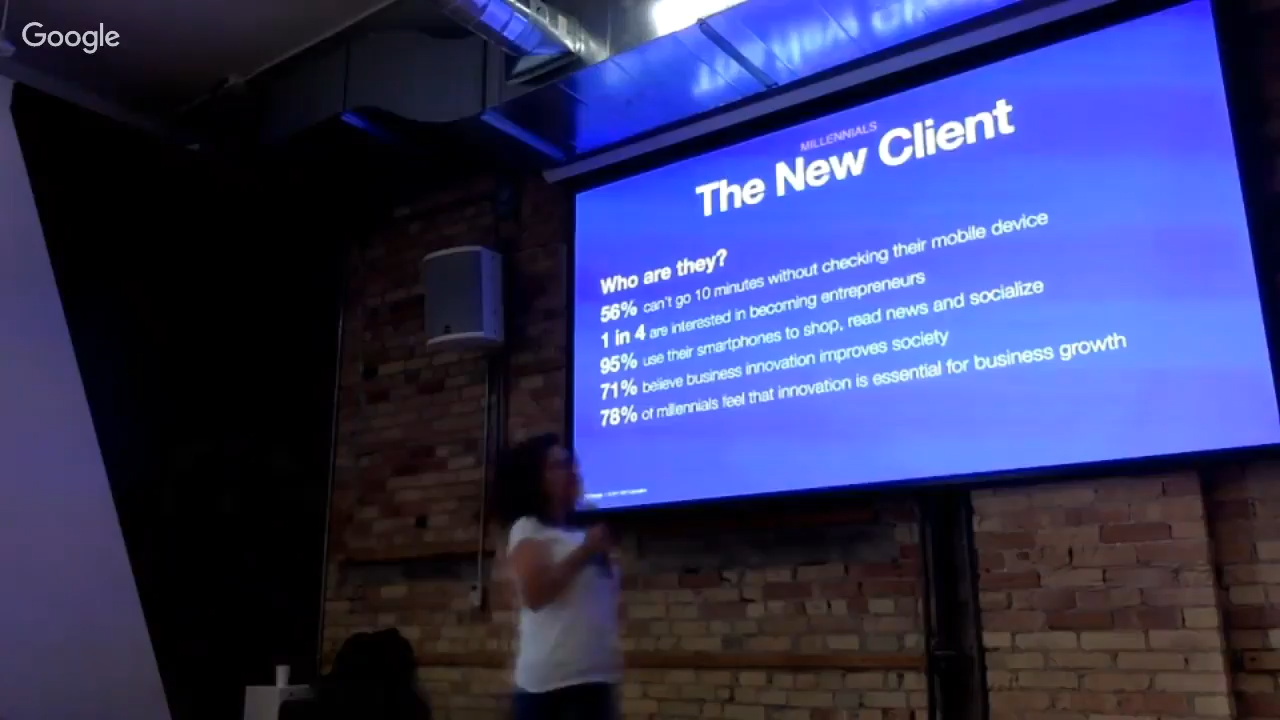 Google
MILLENNIALS
The New Client
Who are they?
56% can't go 10 minutes without checking their mobile device
1 in 4 are interested in becoming entrepreneurs
95% use their smartphones to shop, read news and socialize
71% believe business innovation improves society
78% of millennials feel that innovation is essential for business growth